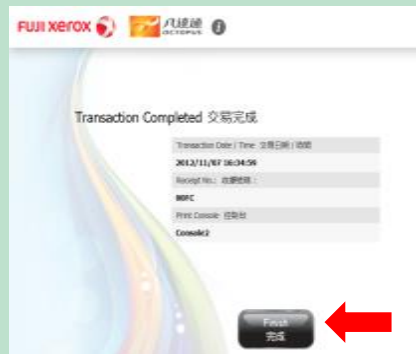 FUJI xerox 八達通
OCTOPUS
Transaction Completed 交易完成
Transaction Date / Time 交易日期 / 時間
2012/11/07 16:34:59
Receipt No.: 收據號碼 :
80FC
Print Console 控制台
Console2
Finish
完成